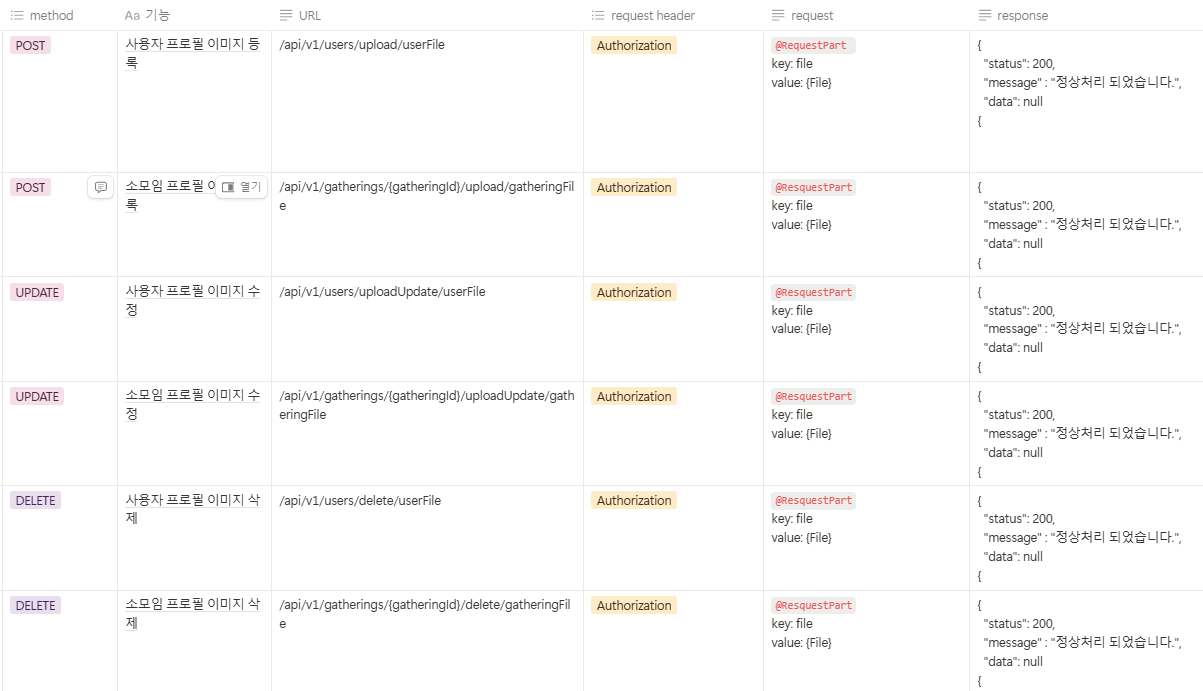 method
Aa 기능
URL
request header
request
response
POST
사용자 프로필 이미지 등
록
/api/v1/users/upload/userFile
Authorization
@RequestPart
key: file
value: {File}
{
"status": 200,
"message" : "정상처리 되었습니다.",
"data": null
{
POST
소모임 프로필 이
열기
록
/api/v1/gatherings/{gatheringId}/upload/gatheringFil
e
Authorization
@ResquestPart
key: file
value: {File}
{
"status": 200,
"message" : "정상처리 되었습니다.",
"data": null
{
UPDATE
사용자 프로필 이미지 수
정
/api/v1/users/uploadUpdate/userFile
Authorization
@ResquestPart
key: file
value: {File}
{
"status": 200,
"message" : "정상처리 되었습니다.",
"data": null
{
UPDATE
소모임 프로필 이미지 수
정
/api/v1/gatherings/{gatheringId}/uploadUpdate/gath
eringFile
Authorization
@ResquestPart
key: file
value: {File}
{
"status": 200,
"message" : "정상처리 되었습니다.",
"data": null
{
DELETE
사용자 프로필 이미지 삭
제
/api/v1/users/delete/userFile
Authorization
@ResquestPart
key: file
value: {File}
{
"status": 200,
"message" : "정상처리 되었습니다.",
"data": null
{
DELETE
소모임 프로필 이미지 삭
제
/api/v1/gatherings/{gatheringId}/delete/gatheringFil
e
Authorization
@ResquestPart
key: file
value: {File}
{
"status": 200,
"message" : "정상처리 되었습니다.",
"data": null
{